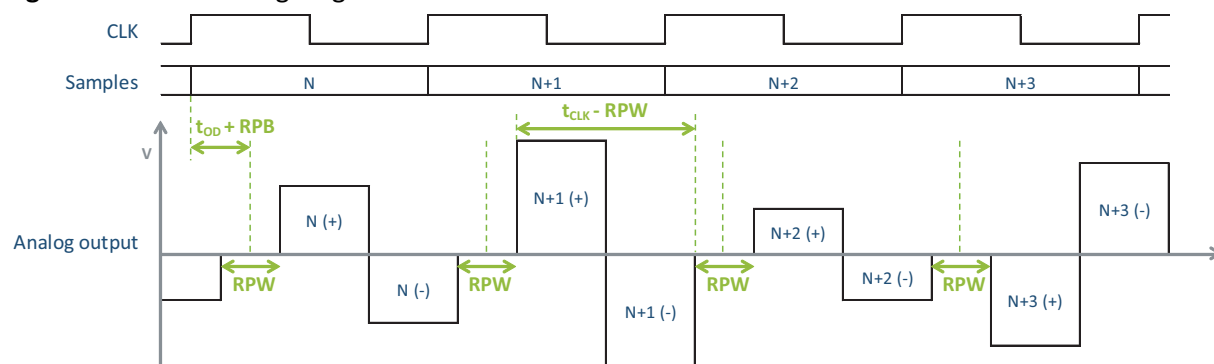 CLK
Samples N N+1 N+2 N+3
tOD + RPB tCLK - RPW
V
N (+) N+1 (+) N+2 (+) N+3 (-)
Analog output
RPW RPW RPW RPW
N (-) N+1 (-) N+2 (-) N+3 (+)